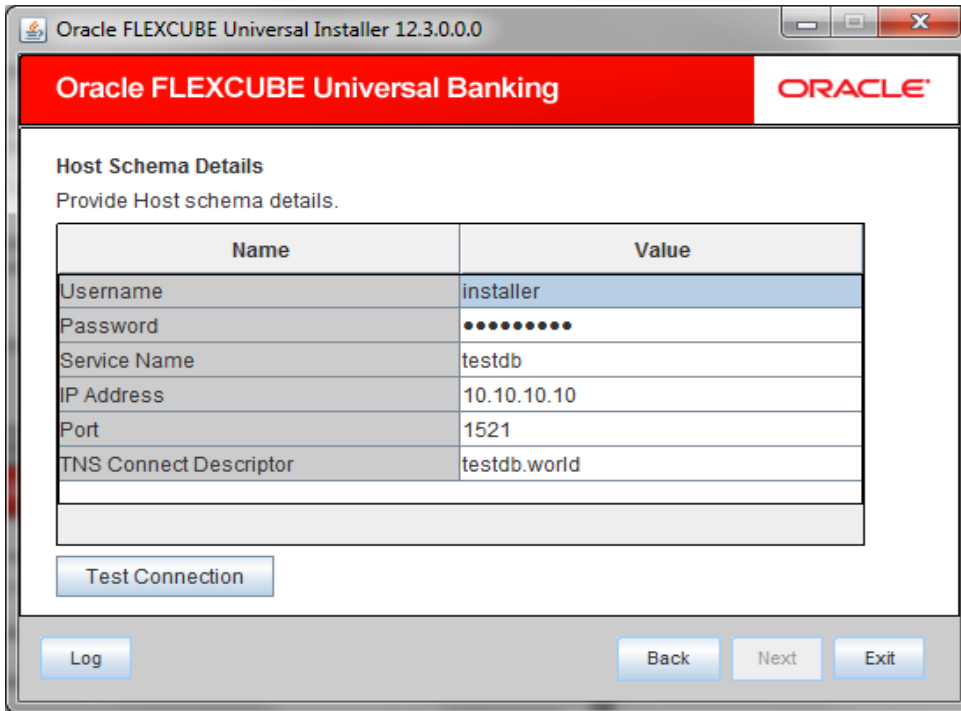 Oracle FLEXCUBE Universal Installer 12.3.0.0.0
Oracle FLEXCUBE Universal Banking
ORACLE
Host Schema Details
Provide Host schema details.
Name Value
Username installer
Password •••••••••
Service Name testdb
IP Address 10.10.10.10
Port 1521
TNS Connect Descriptor testdb.world
Test Connection
Log Back Next Exit